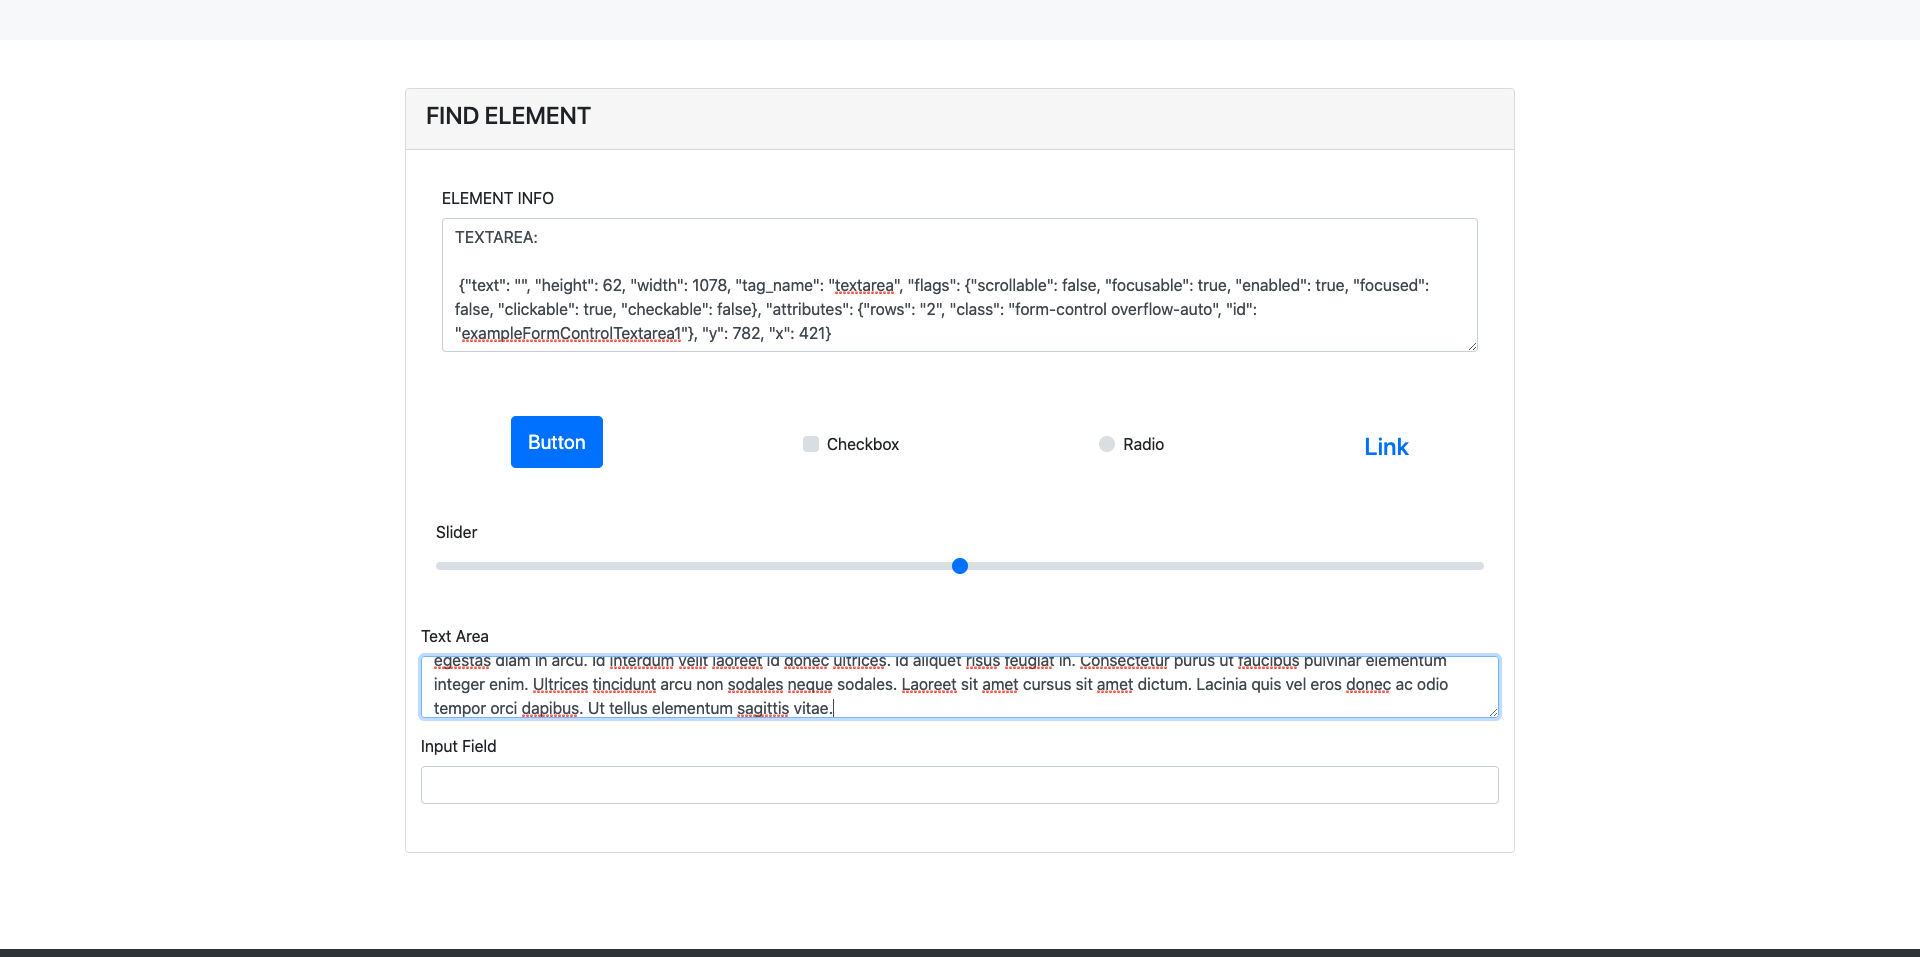 FIND ELEMENT
ELEMENT INFO
TEXTAREA:
{"text": "", "height": 62, "width": 1078, "tag_name": "textarea", "flags": {"scrollable": false, "focusable": true, "enabled": true, "focused":
false, "clickable": true, "checkable": false}, "attributes": {"rows": "2", "class": "form-control overflow-auto", "id":
"exampleFormControlTextarea1"}, "y": 782, "x": 421}
Button
Checkbox
Radio
Link
Slider
Text Area
egestas diam in arcu. Id interdum velit laoreet id donec ultrices. Id aliquet risus feugiat in. Consectetur purus ut faucibus pulvinar elementum
integer enim. Ultrices tincidunt arcu non sodales neque sodales. Laoreet sit amet cursus sit amet dictum. Lacinia quis vel eros donec ac odio
tempor orci dapibus. Ut tellus elementum sagittis vitae.
Input Field